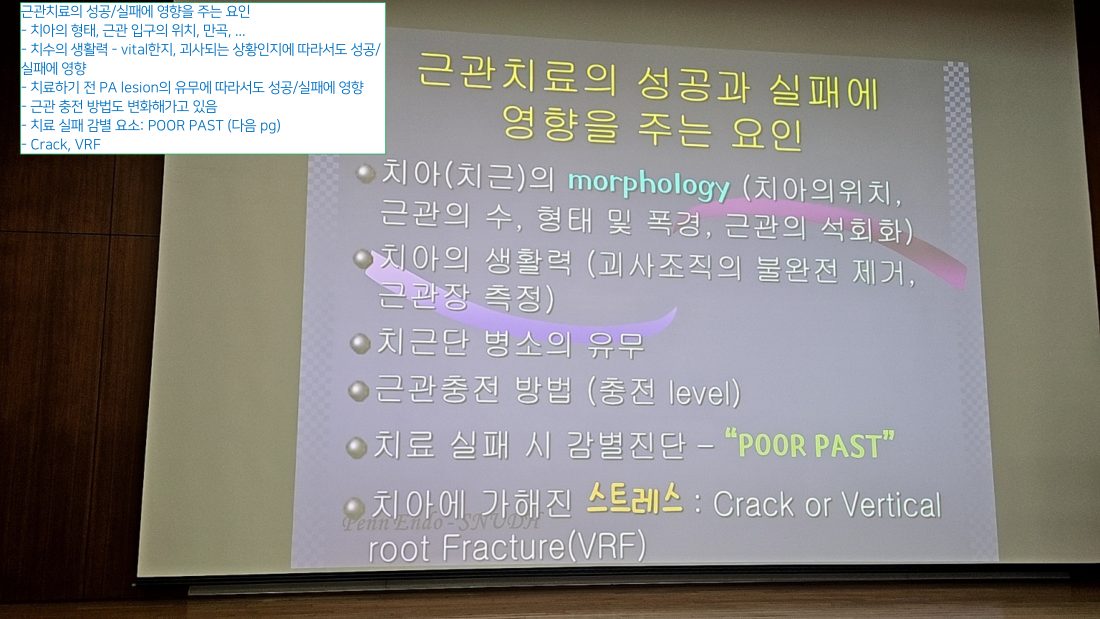 근관치료의 성공/실패에 영향을 주는 요인
- 치아의 형태, 근관 입구의 위치, 만곡, ...
- 치수의 생활력 - vital한지, 괴사되는 상황인지에 따라서도 성공/
실패에 영향
- 치료하기 전 PA lesion의 유무에 따라서도 성공/실패에 영향
- 근관 충전 방법도 변화해가고 있음
- 치료 실패 감별 요소: POOR PAST (다음 pg)
- Crack, VRF
근관치료의 성공과 실패에
영향을 주는 요인
치아(치근)의 morphology (치아의위치,
근관의 수, 형태 및 폭경, 근관의 석회화)
치아의 생활력 (괴사조직의 불완전 제거,
근관장 측정)
치근단 병소의 유무
근관충전 방법 (충전 level)
치료 실패 시 감별진단 – “POOR PAST”
치아에 가해진 스트레스 : Crack or Vertical
root Fracture(VRF)
Penn Endo - SNUDH